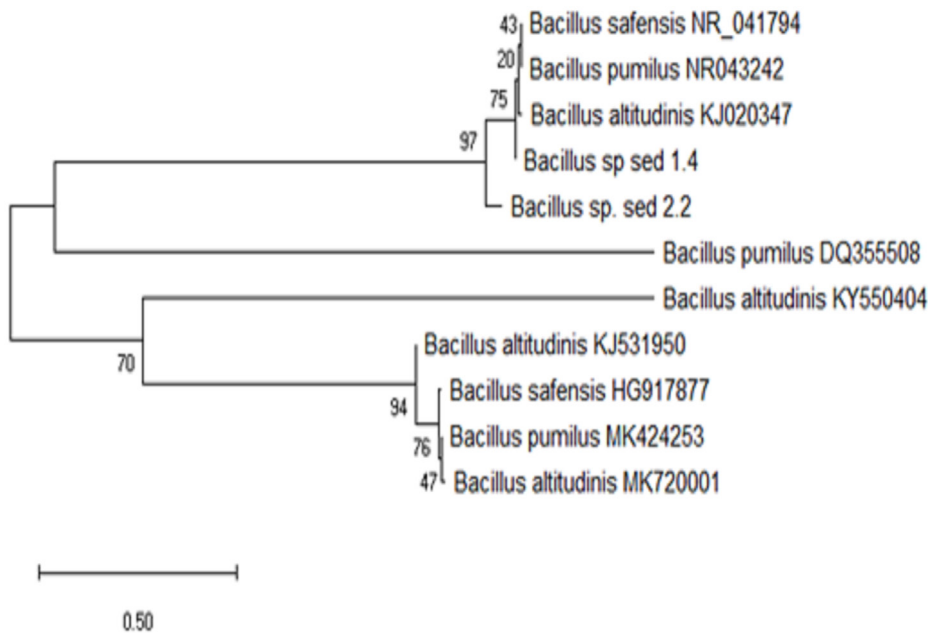 43 Bacillus safensis NR_041794
20 Bacillus pumilus NR043242
75 Bacillus altitudinis KJ020347
97 Bacillus sp sed 1.4
Bacillus sp. sed 2.2
Bacillus pumilus DQ355508
Bacillus altitudinis KY550404
70 Bacillus altitudinis KJ531950
94 Bacillus safensis HG917877
76 Bacillus pumilus MK424253
47 Bacillus altitudinis MK720001
0.50